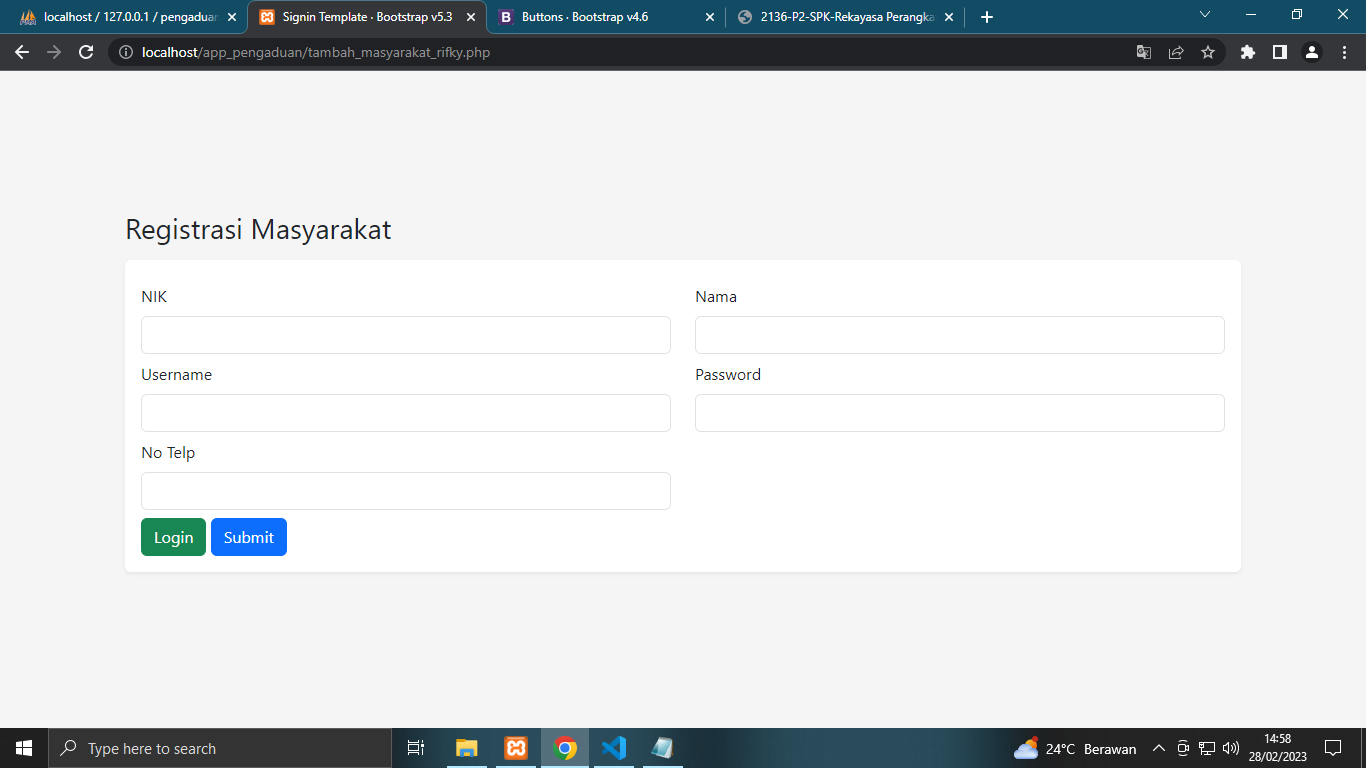 localhost / 127.0.0.1 / pengaduan
Signin Template · Bootstrap v5.3
Buttons · Bootstrap v4.6
2136-P2-SPK-Rekayasa Perangka
localhost/app_pengaduan/tambah_masyarakat_rifky.php
Registrasi Masyarakat
NIK
Nama
Username
Password
No Telp
Login Submit
Type here to search
24°C Berawan
14:58
28/02/2023